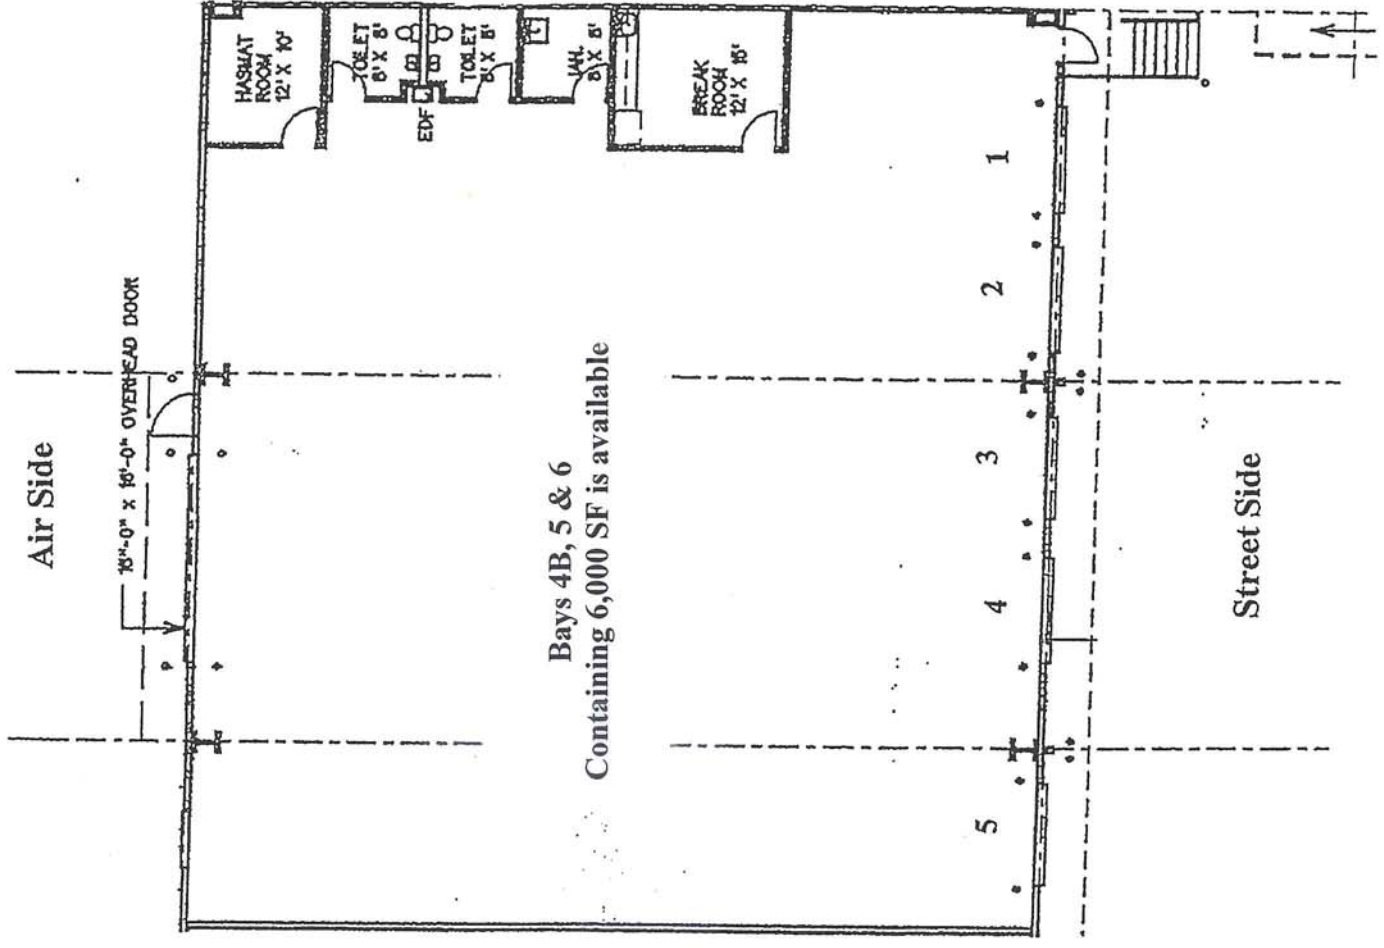 Air Side
16"-0" X 16'-0" OVERHEAD DOOR
HASMAT
ROOM
12' X 10'
TOILET
8' X 8'
EDF
TOILET
8' X 8'
JAN.
8' X 8'
BREAK
ROOM
12' X 15'
Bays 4B, 5 & 6
Containing 6,000 SF is available
1
2
3
4
5
Street Side